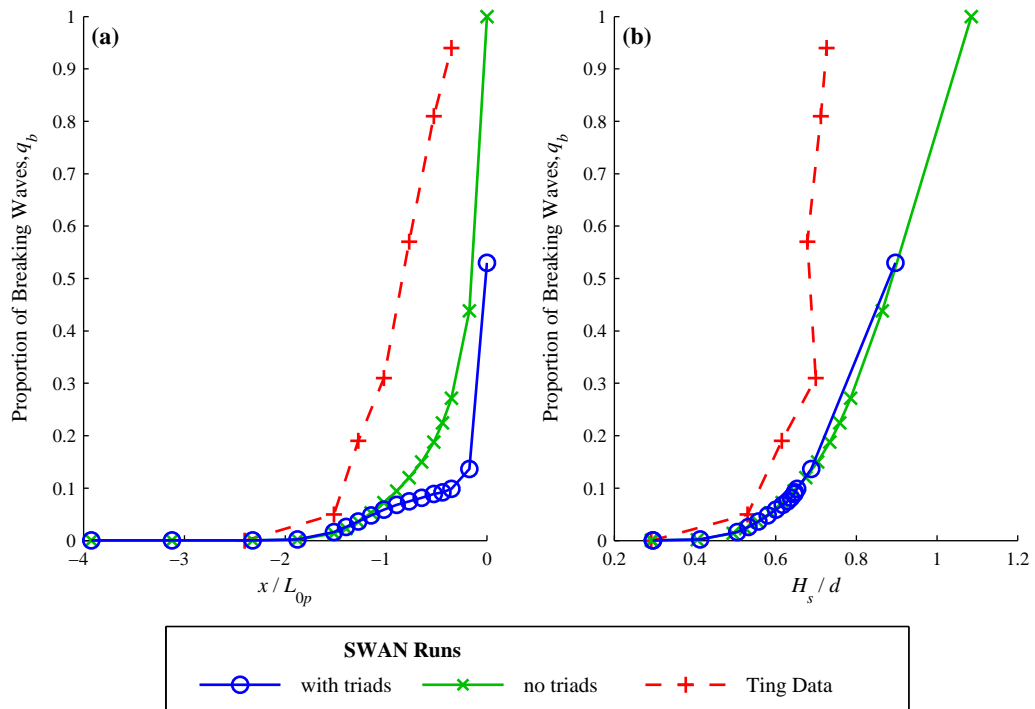 (a)
Proportion of Breaking Waves, q_b
1
0.9
0.8
0.7
0.6
0.5
0.4
0.3
0.2
0.1
0
−4 −3 −2 −1 0
x / L_0p
(b)
Proportion of Breaking Waves, q_b
1
0.9
0.8
0.7
0.6
0.5
0.4
0.3
0.2
0.1
0
0.2 0.4 0.6 0.8 1 1.2
H_s / d
SWAN Runs
with triads no triads Ting Data